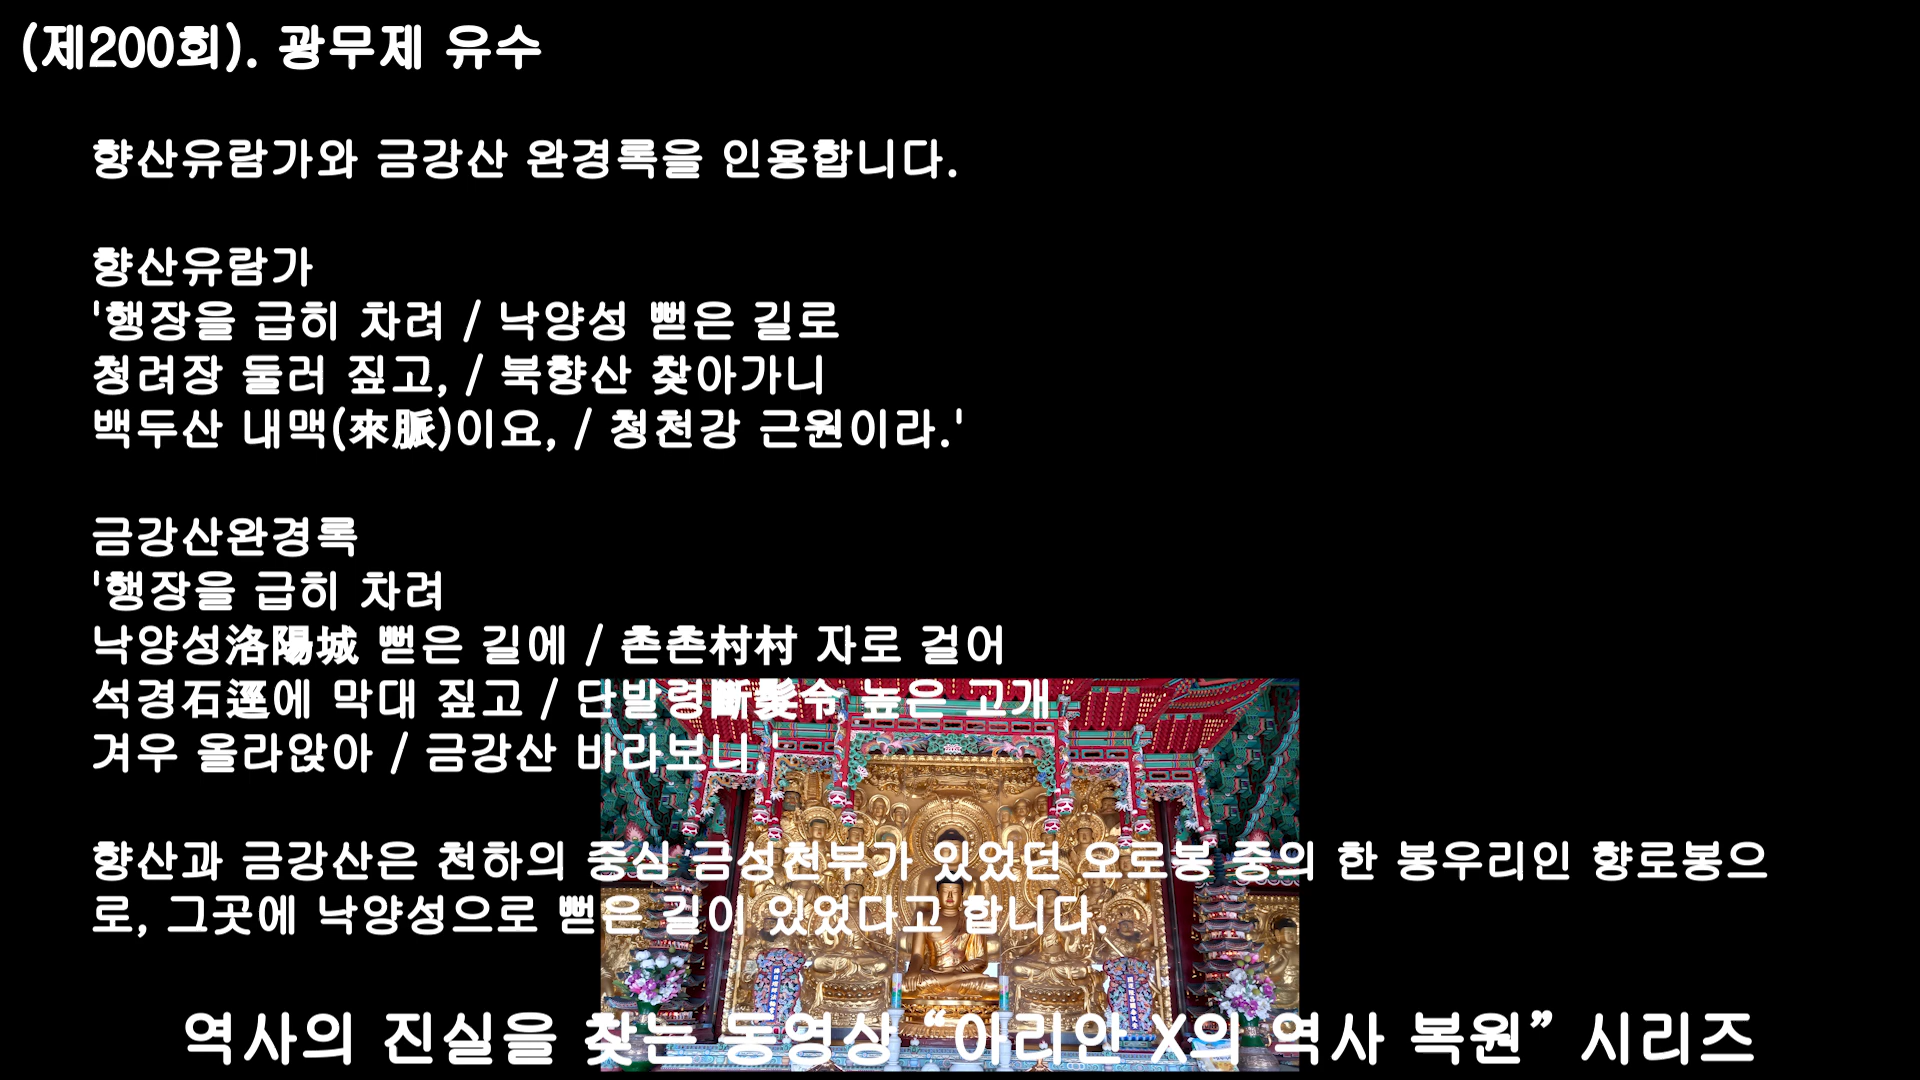 (제200회). 광무제 유수
향산유람가와 금강산 완경록을 인용합니다.
향산유람가
'행장을 급히 차려 / 낙양성 뻗은 길로
청려장 둘러 짚고, / 북향산 찾아가니
백두산 내맥(來脈)이요, / 청천강 근원이라.'
금강산완경록
'행장을 급히 차려
낙양성洛陽城 뻗은 길에 / 촌촌村村 자로 걸어
석경石逕에 막대 짚고 / 단발령斷髮令 높은 고개
겨우 올라앉아 / 금강산 바라보니,'
향산과 금강산은 천하의 중심 금성천부가 있었던 오로봉 중의 한 봉우리인 향로봉으
로, 그곳에 낙양성으로 뻗은 길이 있었다고 합니다.
역사의 진실을 찾는 동영상 “아리안 X의 역사 복원” 시리즈